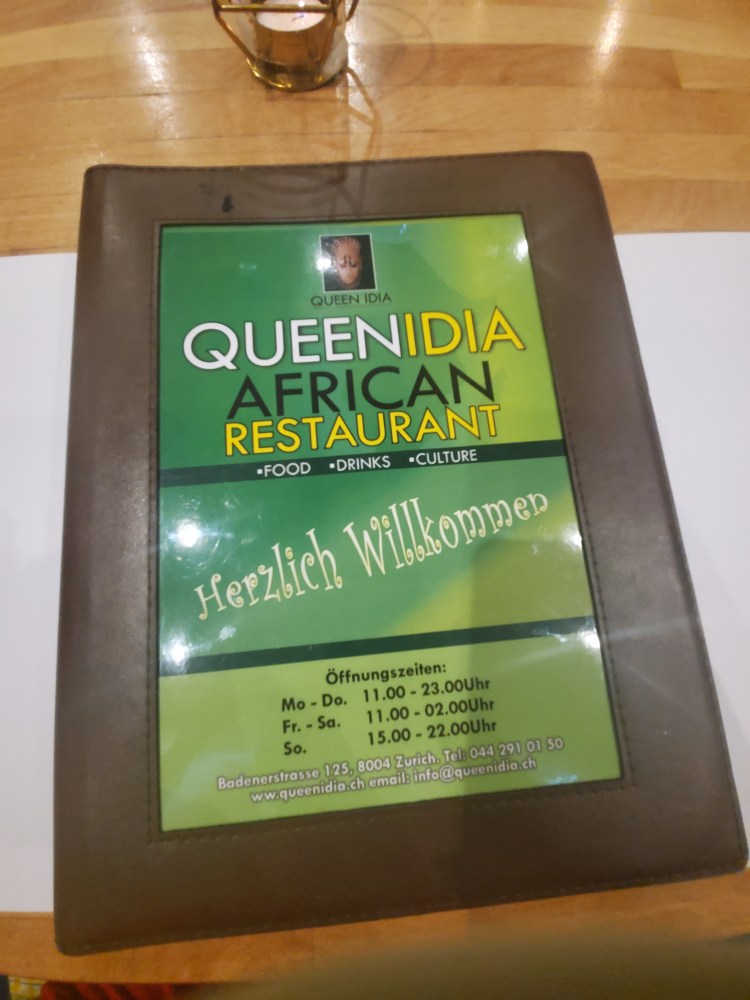 QUEEN IDIA
QUEENIDIA
AFRICAN
RESTAURANT
▪FOOD ▪DRINKS ▪CULTURE
Herzlich Willkommen
Öffnungszeiten:
Mo - Do. 11.00 - 23.00Uhr
Fr. - Sa. 11.00 - 02.00Uhr
So. 15.00 - 22.00Uhr
Badenerstrasse 125, 8004 Zurich. Tel: 044 291 01 50
www.queenidia.ch email: info@queenidia.ch